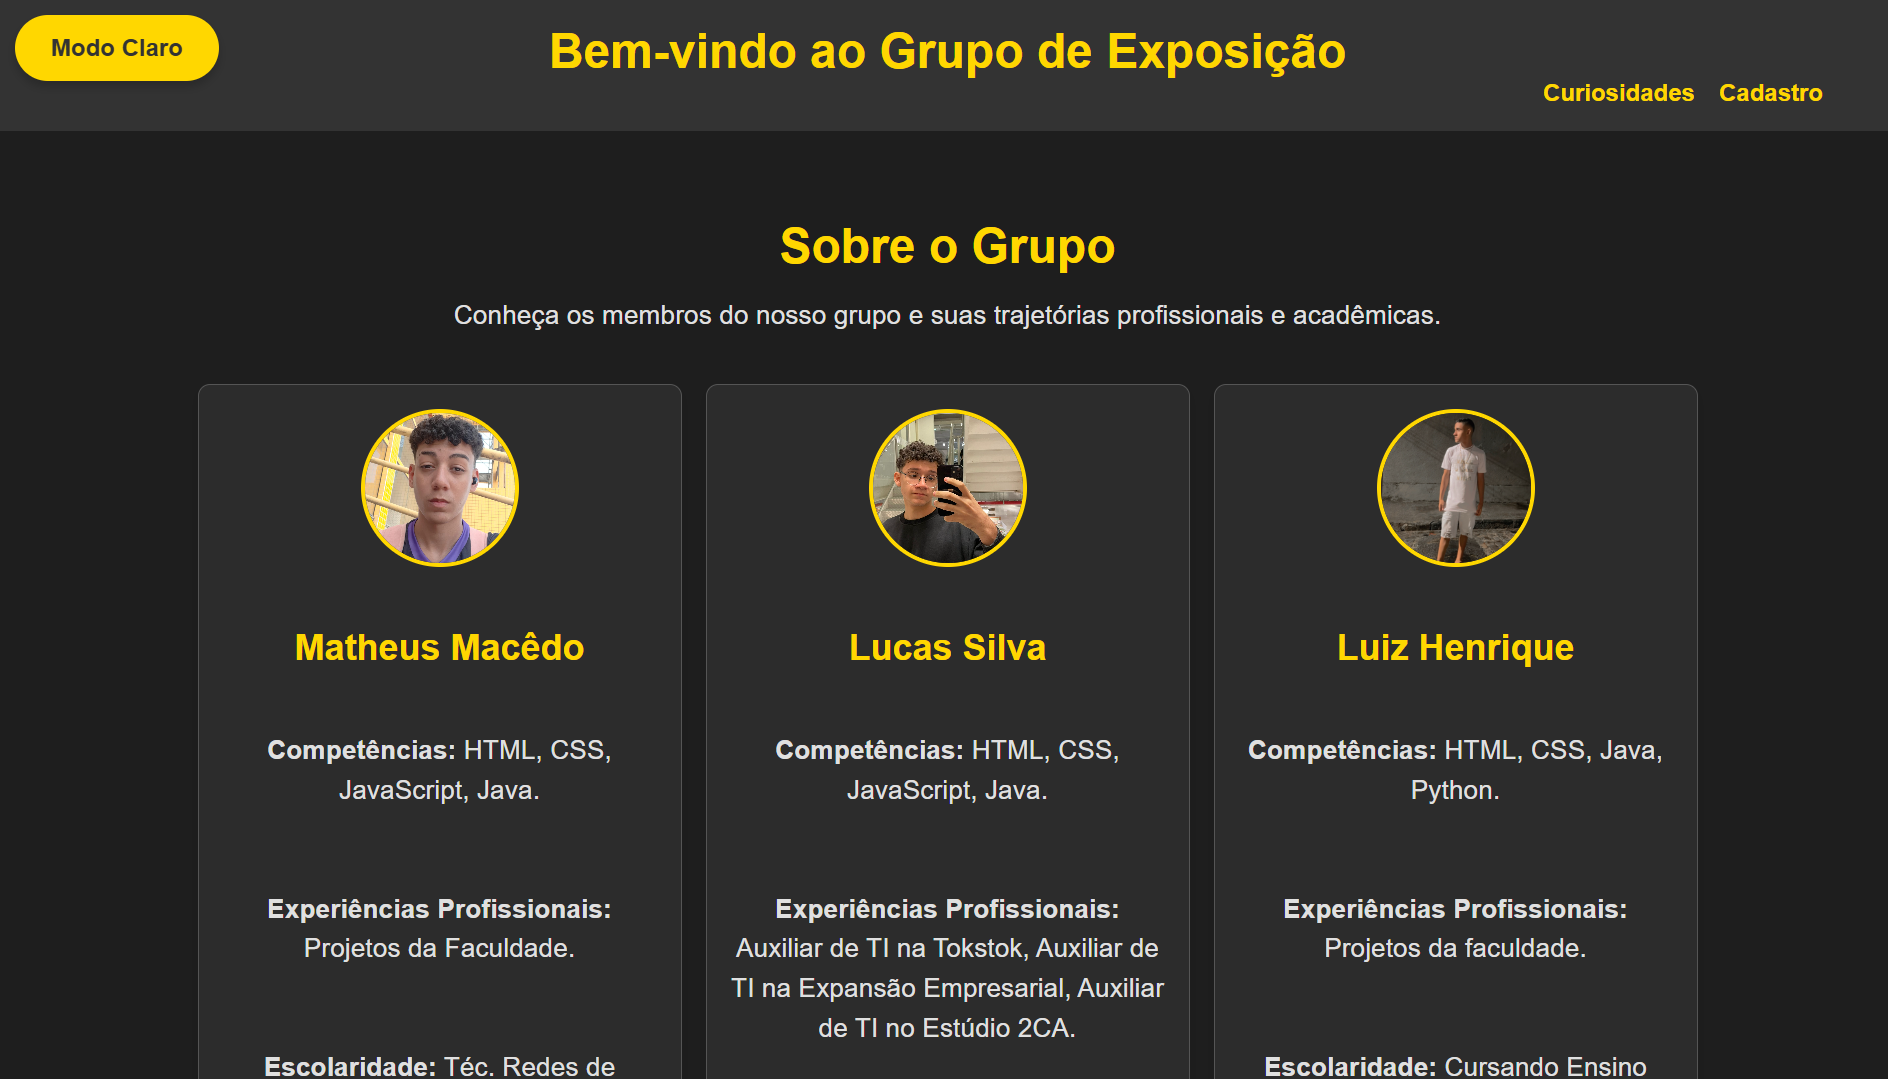 Modo Claro
Bem-vindo ao Grupo de Exposição
Curiosidades Cadastro
Sobre o Grupo
Conheça os membros do nosso grupo e suas trajetórias profissionais e acadêmicas.
Matheus Macêdo
Competências: HTML, CSS,
JavaScript, Java.
Experiências Profissionais:
Projetos da Faculdade.
Escolaridade: Téc. Redes de
Lucas Silva
Competências: HTML, CSS,
JavaScript, Java.
Experiências Profissionais:
Auxiliar de TI na Tokstok, Auxiliar de
TI na Expansão Empresarial, Auxiliar
de TI no Estúdio 2CA.
Luiz Henrique
Competências: HTML, CSS, Java,
Python.
Experiências Profissionais:
Projetos da faculdade.
Escolaridade: Cursando Ensino